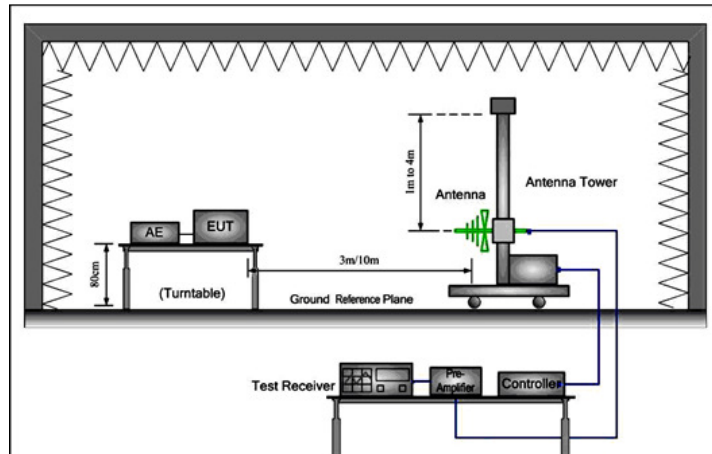 1m to 4m
Antenna
Antenna Tower
AE
EUT
80cm
3m/10m
(Turntable)
Ground Reference Plane
Test Receiver
Pre-
Amplifier
Controller